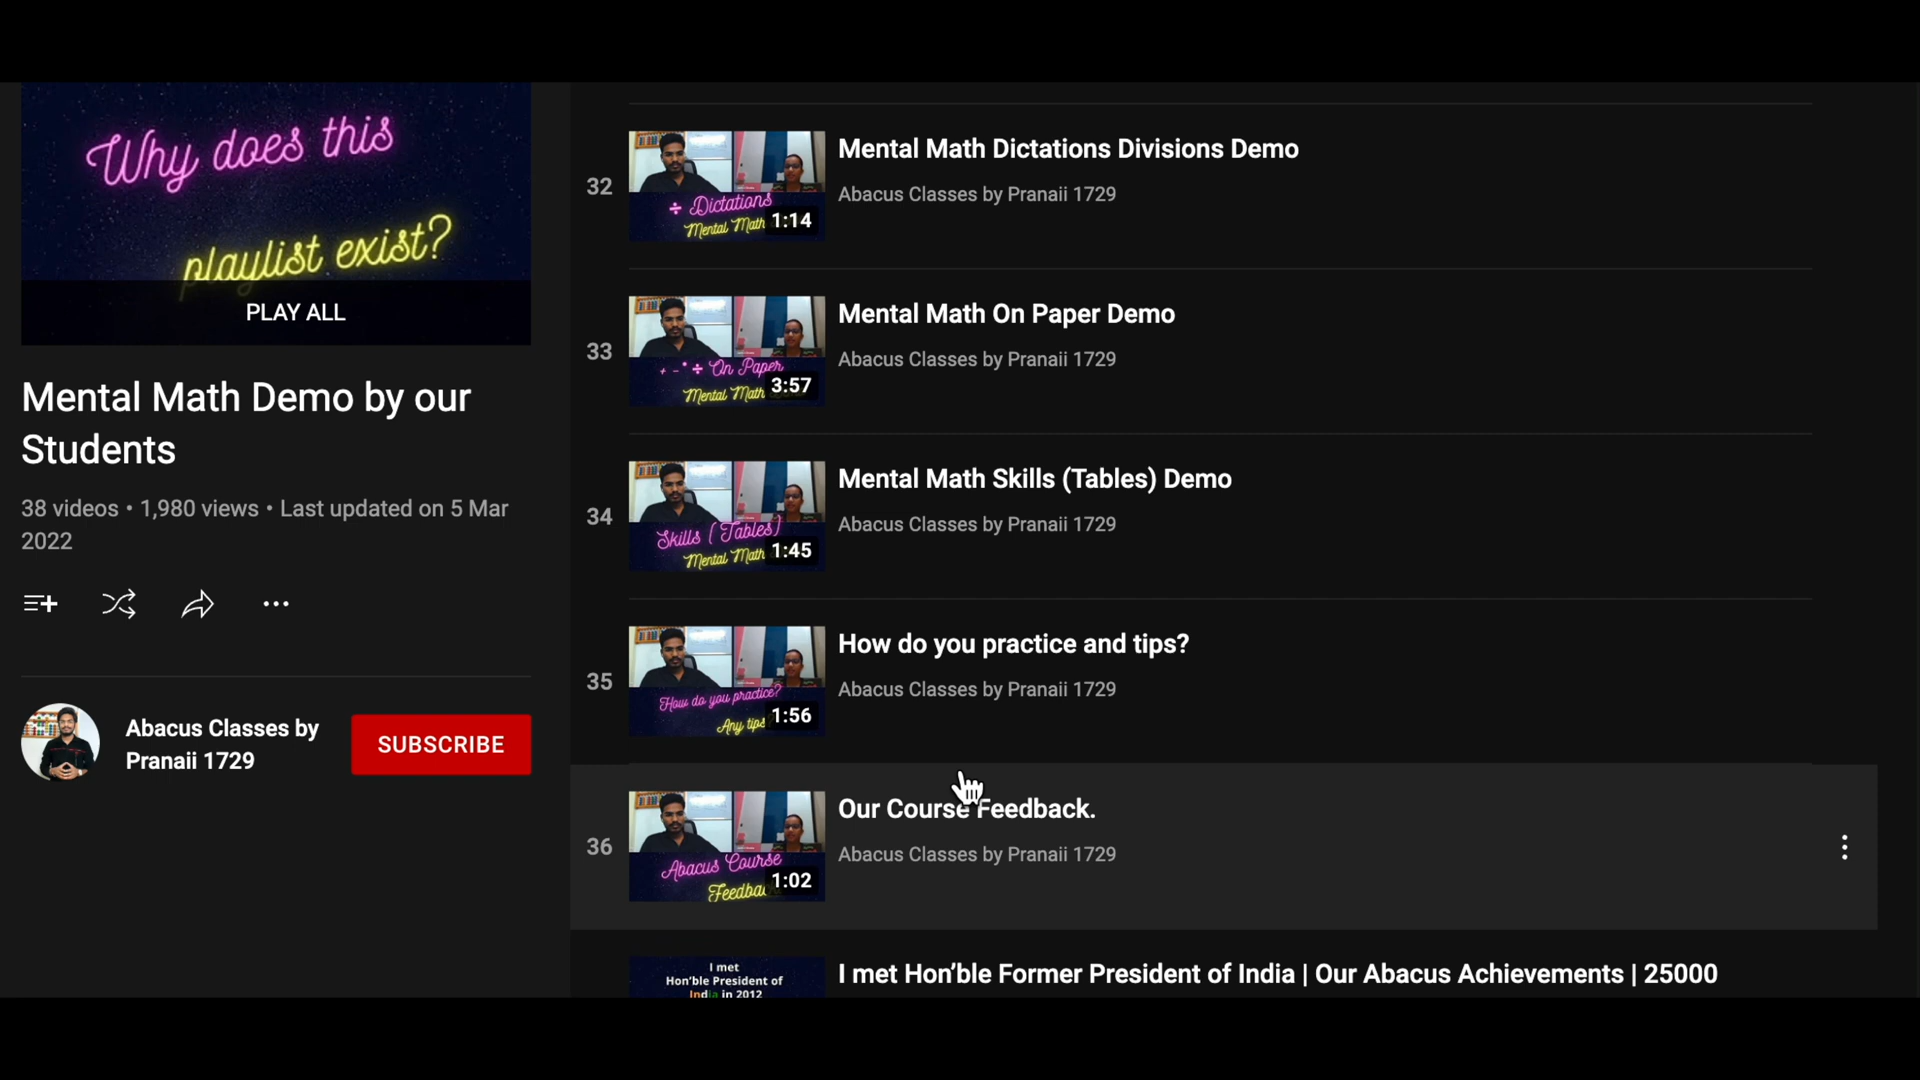 Why does this
playlist exist?
PLAY ALL
Mental Math Demo by our
Students
38 videos • 1,980 views • Last updated on 5 Mar
2022
Abacus Classes by
Pranaii 1729
SUBSCRIBE
32
÷ Dictations
Mental Math
1:14
Mental Math Dictations Divisions Demo
Abacus Classes by Pranaii 1729
33
+ - * ÷ On Paper
Mental Math
3:57
Mental Math On Paper Demo
Abacus Classes by Pranaii 1729
34
Skills (Tables)
Mental Math
1:45
Mental Math Skills (Tables) Demo
Abacus Classes by Pranaii 1729
35
How do you practice?
Any tips
1:56
How do you practice and tips?
Abacus Classes by Pranaii 1729
36
Abacus Course
Feedbac
1:02
Our Course Feedback.
Abacus Classes by Pranaii 1729
I met
Hon'ble President of
India in 2012
I met Hon’ble Former President of India | Our Abacus Achievements | 25000